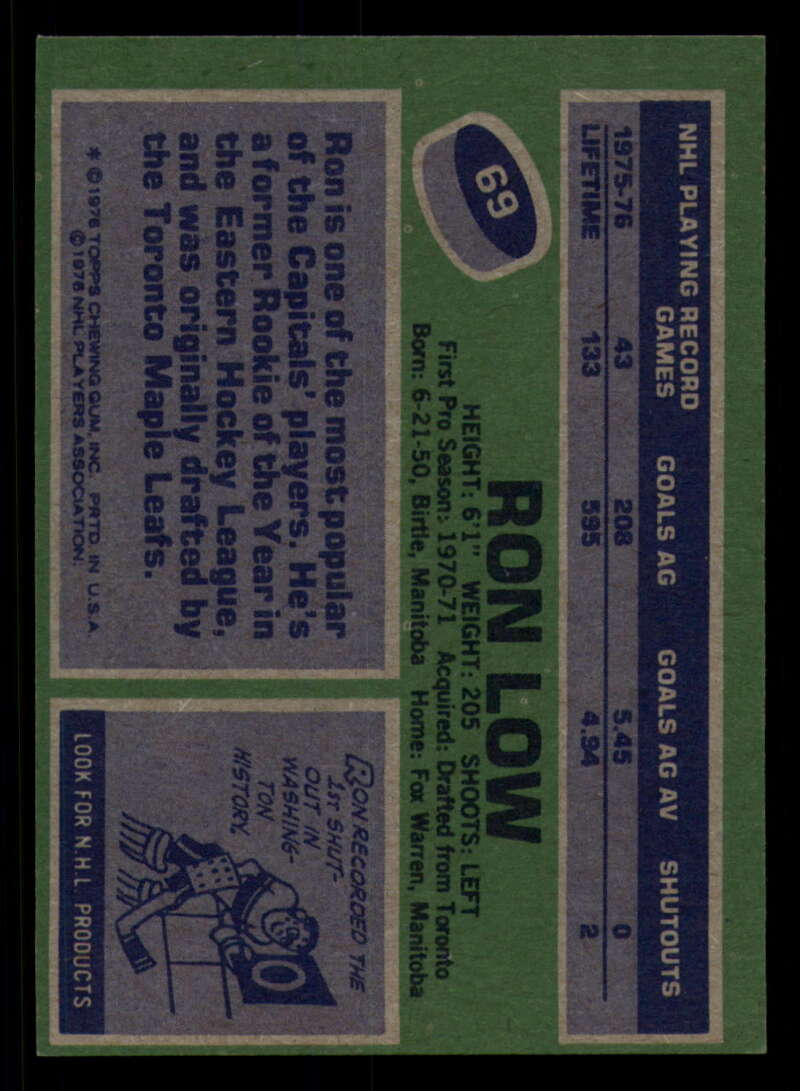 NHL PLAYING RECORD
GAMES GOALS AG GOALS AG AV SHUTOUTS
1975-76 43 208 5.45 0
LIFETIME 133 595 4.94 2
69
RON LOW
HEIGHT: 6'1" WEIGHT: 205 SHOOTS: LEFT
First Pro Season: 1970-71 Acquired: Drafted from Toronto
Born: 6-21-50, Birtle, Manitoba Home: Fox Warren, Manitoba
Ron is one of the most popular
of the Capitals' players. He's
a former Rookie of the Year in
the Eastern Hockey League,
and was originally drafted by
the Toronto Maple Leafs.
* © 1976 TOPPS CHEWING GUM, INC. PRTD. IN U.S.A
© 1976 NHL PLAYERS ASSOCIATION.
RON RECORDED THE
1ST SHUT-
OUT IN
WASHING-
TON
HISTORY.
0
LOOK FOR N.H.L. PRODUCTS